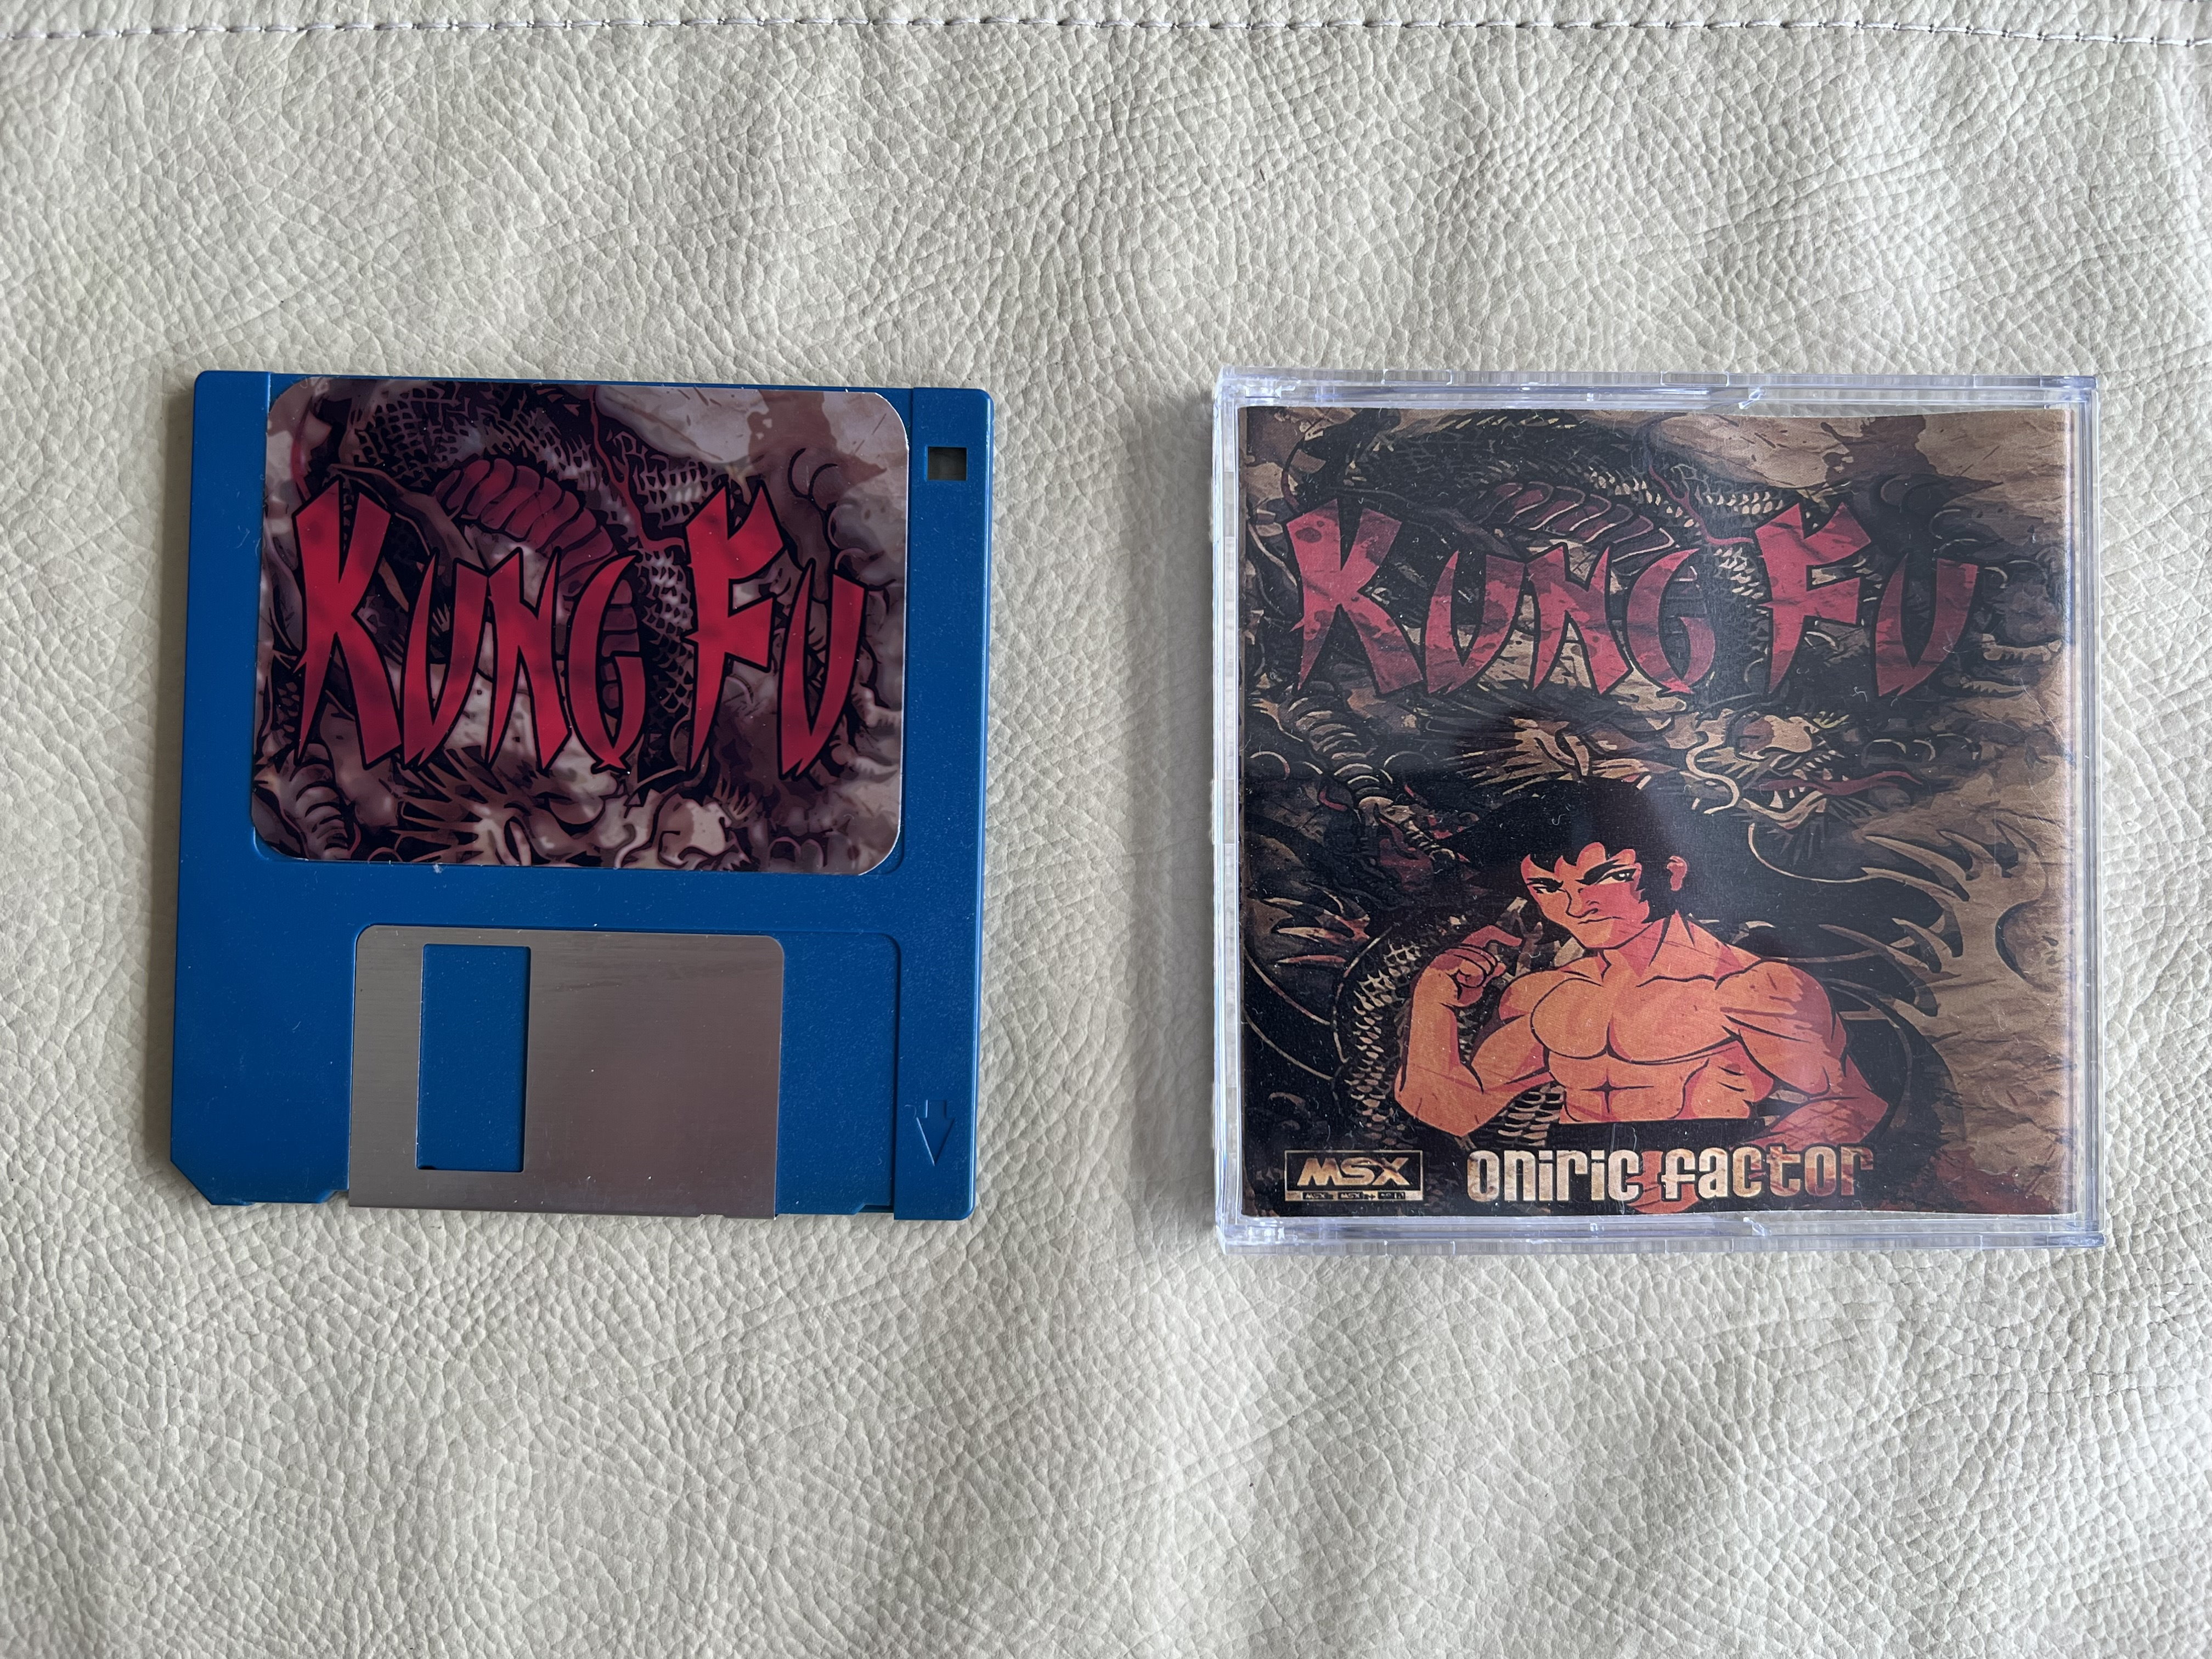 KUNG FU
KUNG FU
MSX
oniric factor